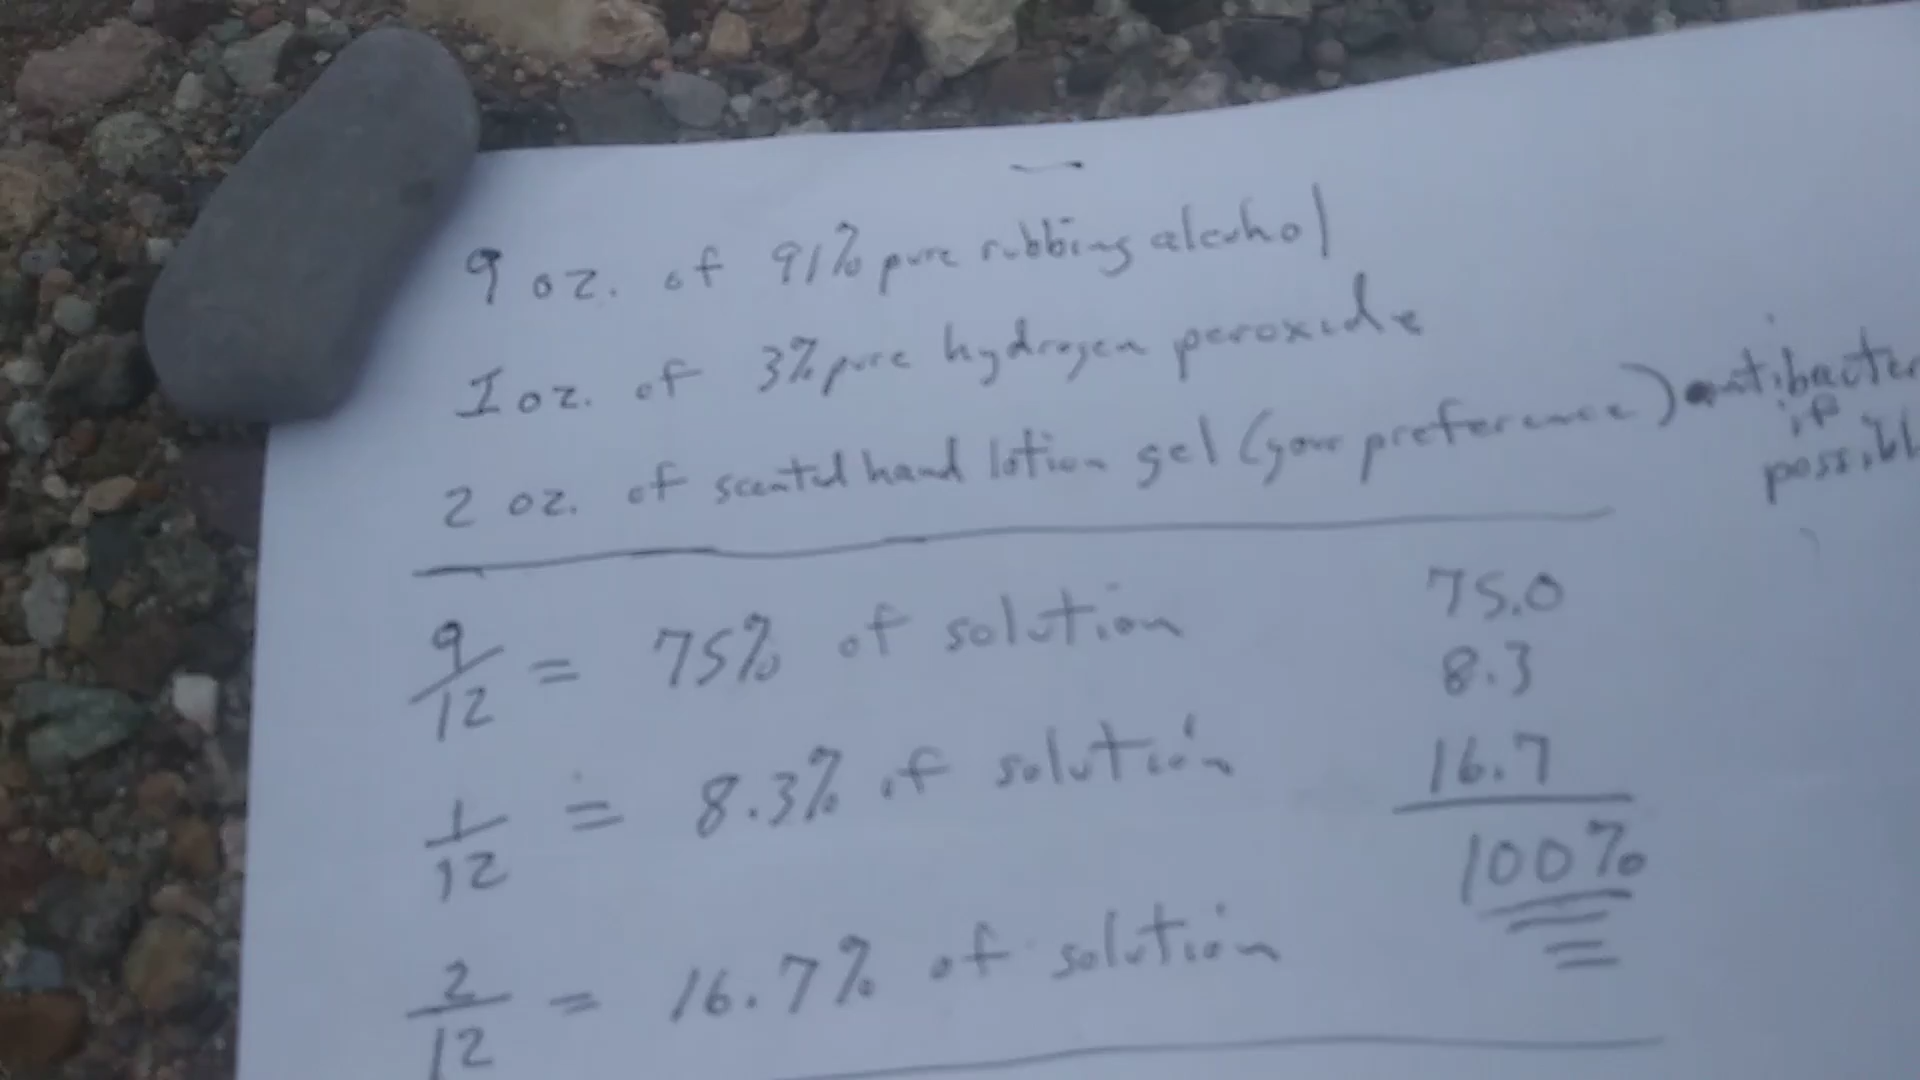 9 oz. of 91% pure rubbing alcohol
1 oz. of 3% pure hydrogen peroxide
2 oz. of scented hand lotion gel (your preference) antibacter
if
possibl
9/12 = 75% of solution
75.0
8.3
1/12 = 8.3% of solution
16.7
100%
2/12 = 16.7% of solution